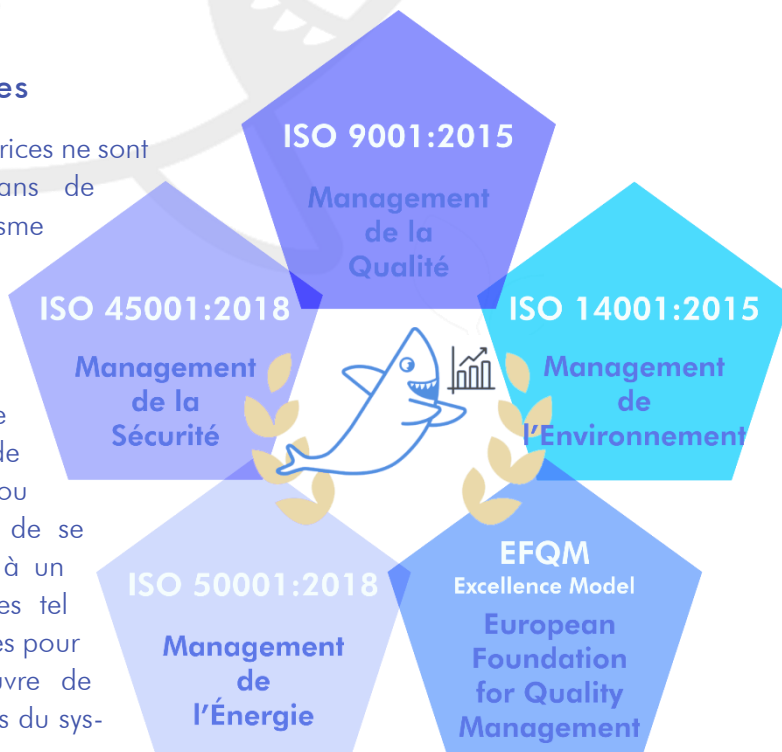 es
rices ne sont
ans de
sme
e
de
ou
de se
à un
es tel
es pour
uvre de
s du sys-
ISO 9001:2015
Management
de la
Qualité
ISO 45001:2018
Management
de la
Sécurité
ISO 14001:2015
Management
de
l’Environnement
ISO 50001:2018
Management
de
l’Énergie
EFQM
Excellence Model
European
Foundation
for Quality
Management